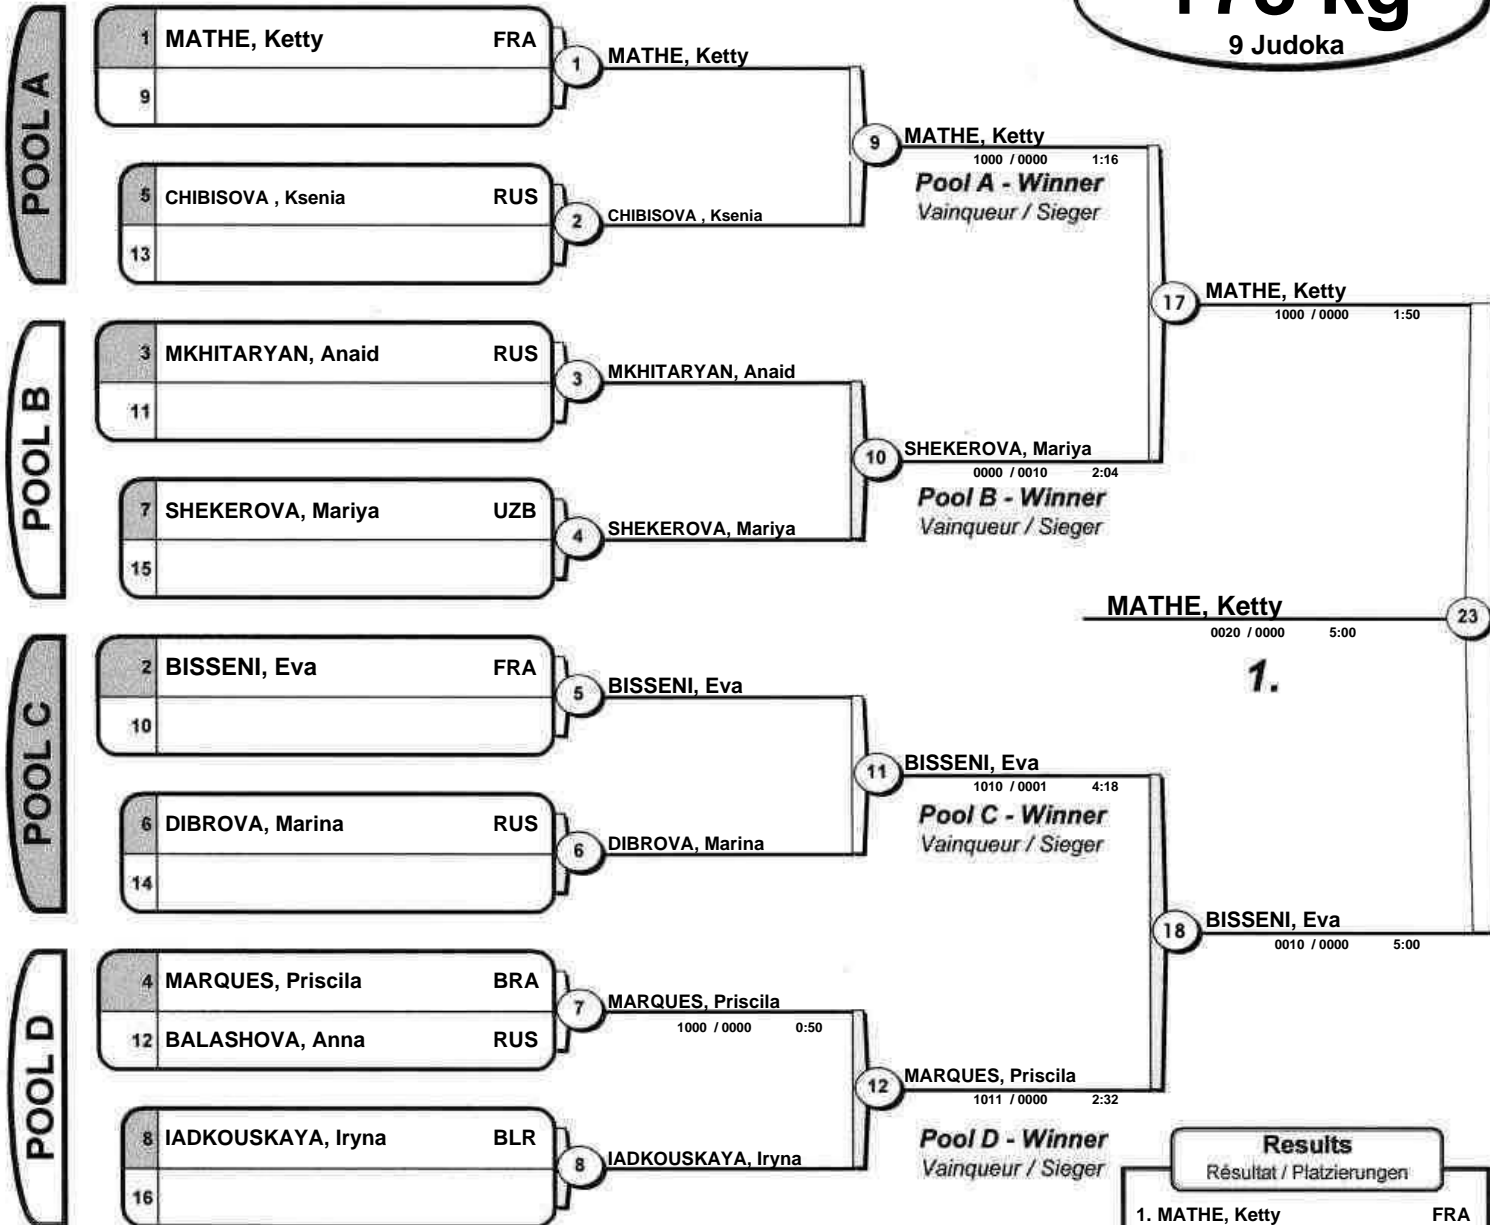 +78 kg
9 Judoka
POOL A
1 MATHE, Ketty FRA
9
5 CHIBISOVA , Ksenia RUS
13
1 MATHE, Ketty
2 CHIBISOVA , Ksenia
9 MATHE, Ketty
1000 / 0000 1:16
Pool A - Winner
Vainqueur / Sieger
POOL B
3 MKHITARYAN, Anaid RUS
11
7 SHEKEROVA, Mariya UZB
15
3 MKHITARYAN, Anaid
4 SHEKEROVA, Mariya
10 SHEKEROVA, Mariya
0000 / 0010 2:04
Pool B - Winner
Vainqueur / Sieger
17 MATHE, Ketty
1000 / 0000 1:50
MATHE, Ketty 23
0020 / 0000 5:00
1.
POOL C
2 BISSENI, Eva FRA
10
6 DIBROVA, Marina RUS
14
5 BISSENI, Eva
6 DIBROVA, Marina
11 BISSENI, Eva
1010 / 0001 4:18
Pool C - Winner
Vainqueur / Sieger
18 BISSENI, Eva
0010 / 0000 5:00
POOL D
4 MARQUES, Priscila BRA
12 BALASHOVA, Anna RUS
8 IADKOUSKAYA, Iryna BLR
16
7 MARQUES, Priscila
1000 / 0000 0:50
8 IADKOUSKAYA, Iryna
12 MARQUES, Priscila
1011 / 0000 2:32
Pool D - Winner
Vainqueur / Sieger
Results
Résultat / Platzierungen
1. MATHE, Ketty FRA